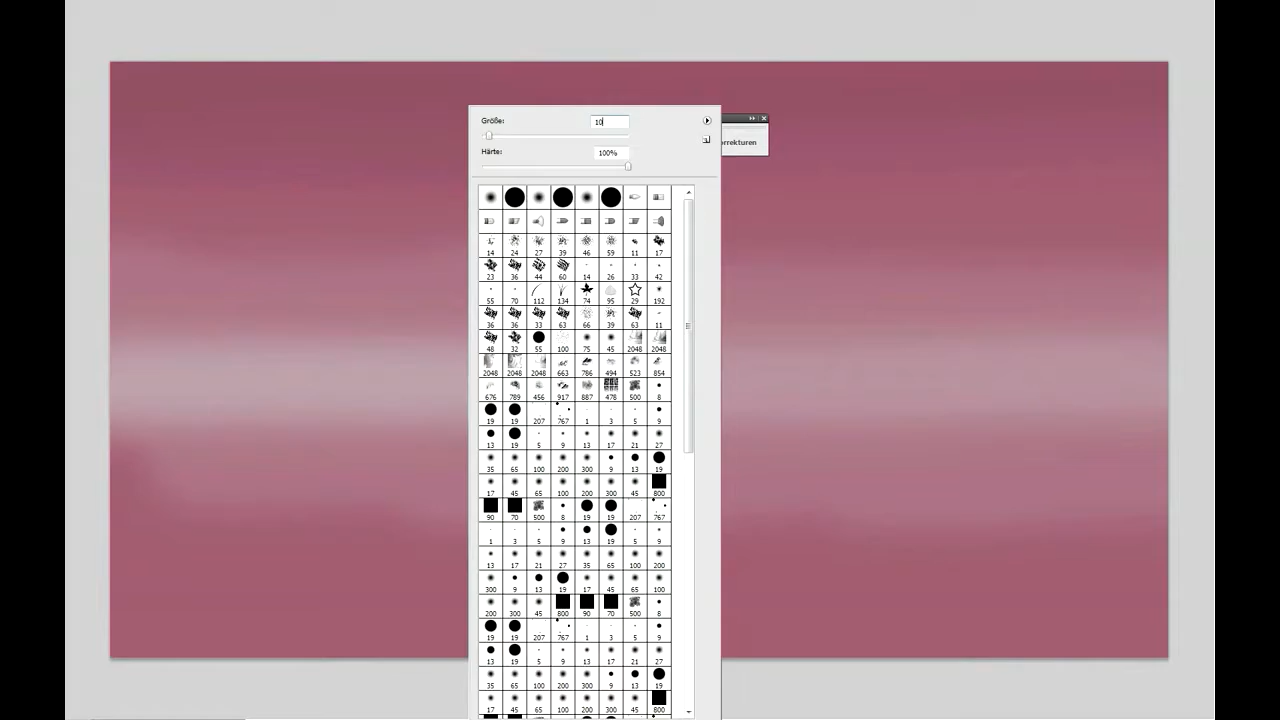 Größe:
10
Härte:
100%
orrekturen
14 24 27 39 46 59 11 17
23 36 44 60 14 26 33 42
55 70 112 134 74 95 29 192
36 36 33 63 66 39 63 11
48 32 55 100 75 45 2048 2048
2048 2048 2048 663 786 494 523 854
676 789 456 917 887 478 500 8
19 19 207 767 1 3 5 9
13 19 5 9 13 17 21 27
35 65 100 200 300 9 13 19
17 45 65 100 200 300 45 800
90 70 500 8 19 19 207 767
1 3 5 9 13 19 5 9
13 17 21 27 35 65 100 200
300 9 13 19 17 45 65 100
200 300 45 800 90 70 500 8
19 19 207 767 1 3 5 9
13 19 5 9 13 17 21 27
35 65 100 200 300 9 13 19
17 45 65 100 200 300 45 800